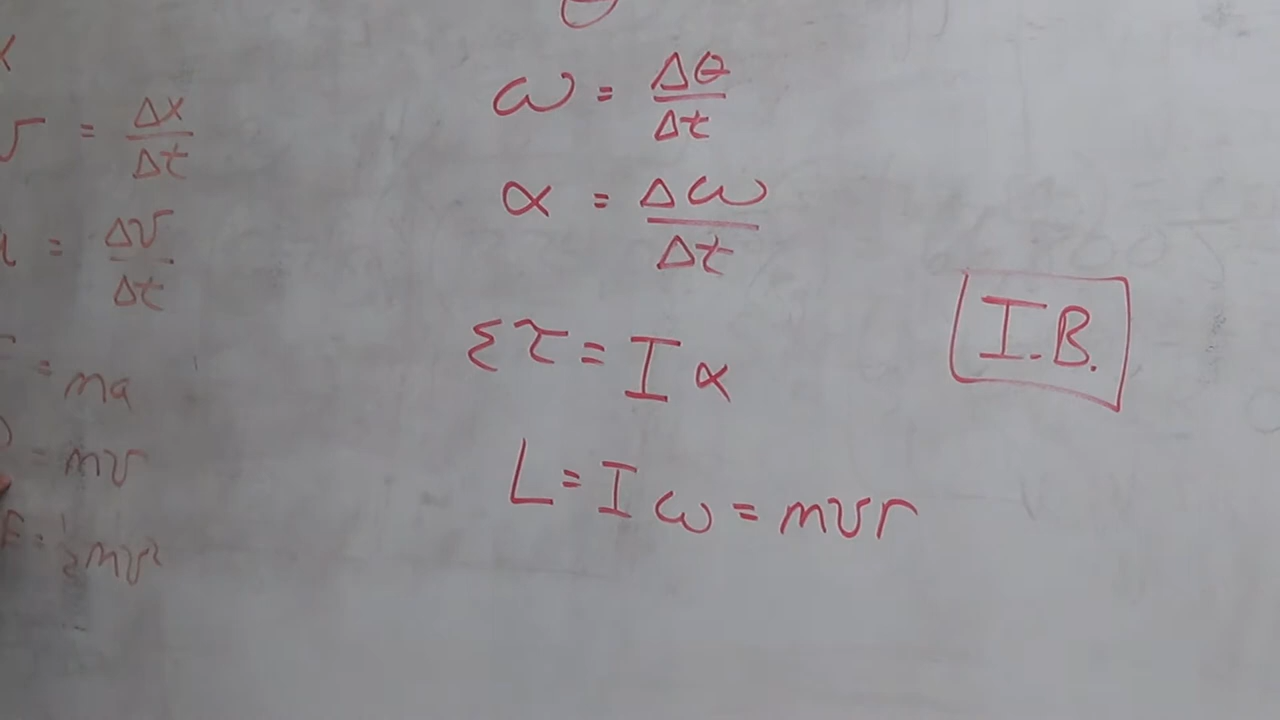 θ
v = Δx/Δt
ω = Δθ/Δt
a = Δv/Δt
α = Δω/Δt
= ma
Στ = Iα
I.B.
= mv
L = Iω = mvr
= ½mv²